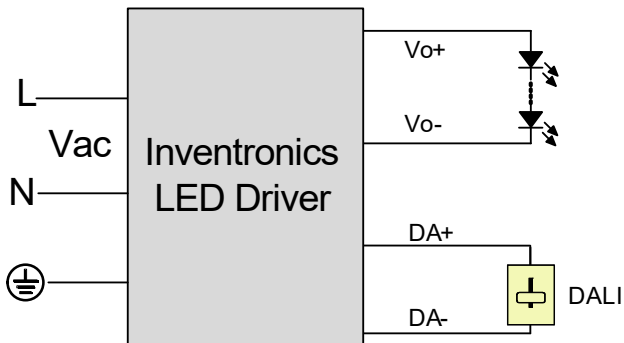 Vo+
L
Vo-
Vac
Inventronics
LED Driver
N
DA+
DALI
DA-